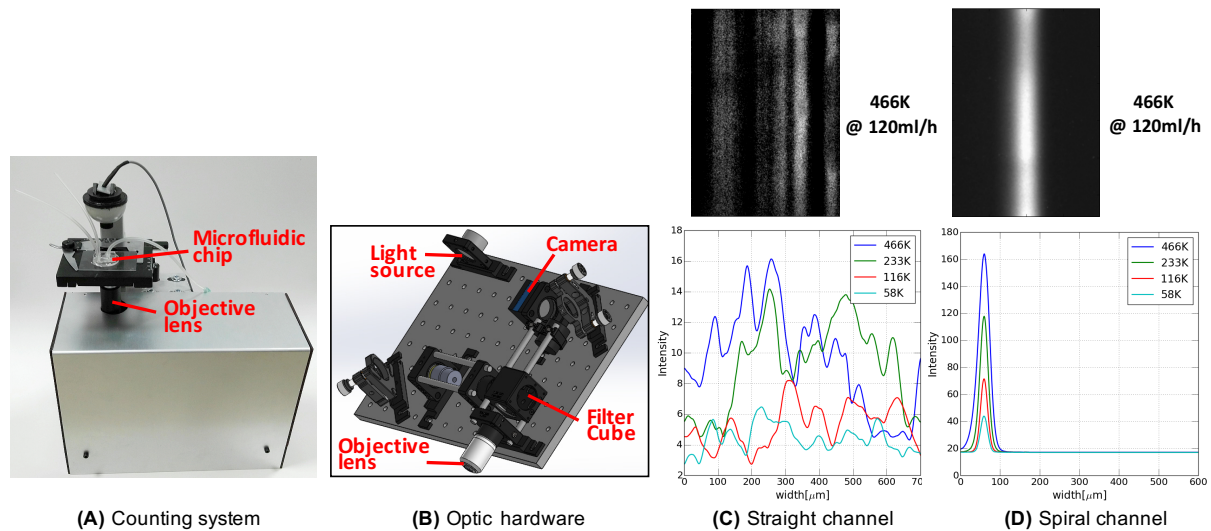 Microfluidic
chip
Objective
lens
(A) Counting system
Light
source
Camera
Filter
Cube
Objective
lens
(B) Optic hardware
466K
@ 120ml/h
18
16
14
12
10
8
6
4
2
Intensity
466K
233K
116K
58K
0 100 200 300 400 500 600 70
width[μm]
(C) Straight channel
466K
@ 120ml/h
180
160
140
120
100
80
60
40
20
0
Intensity
466K
233K
116K
58K
0 100 200 300 400 500 600
width[μm]
(D) Spiral channel